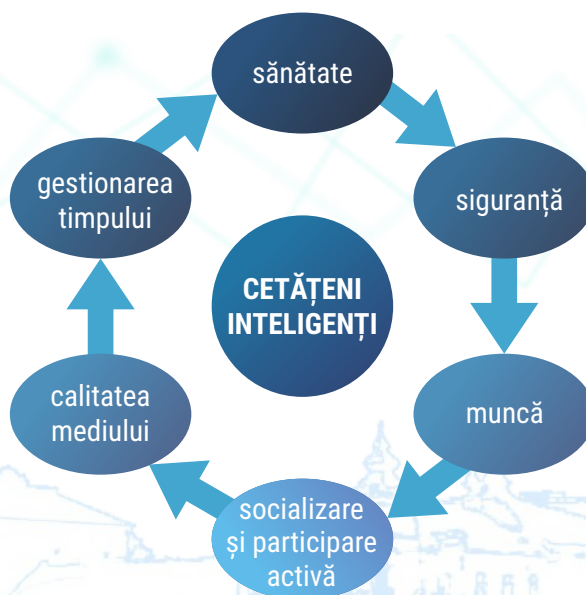 sănătate
siguranță
muncă
socializare
și participare
activă
calitatea
mediului
gestionarea
timpului
CETĂȚENI
INTELIGENȚI